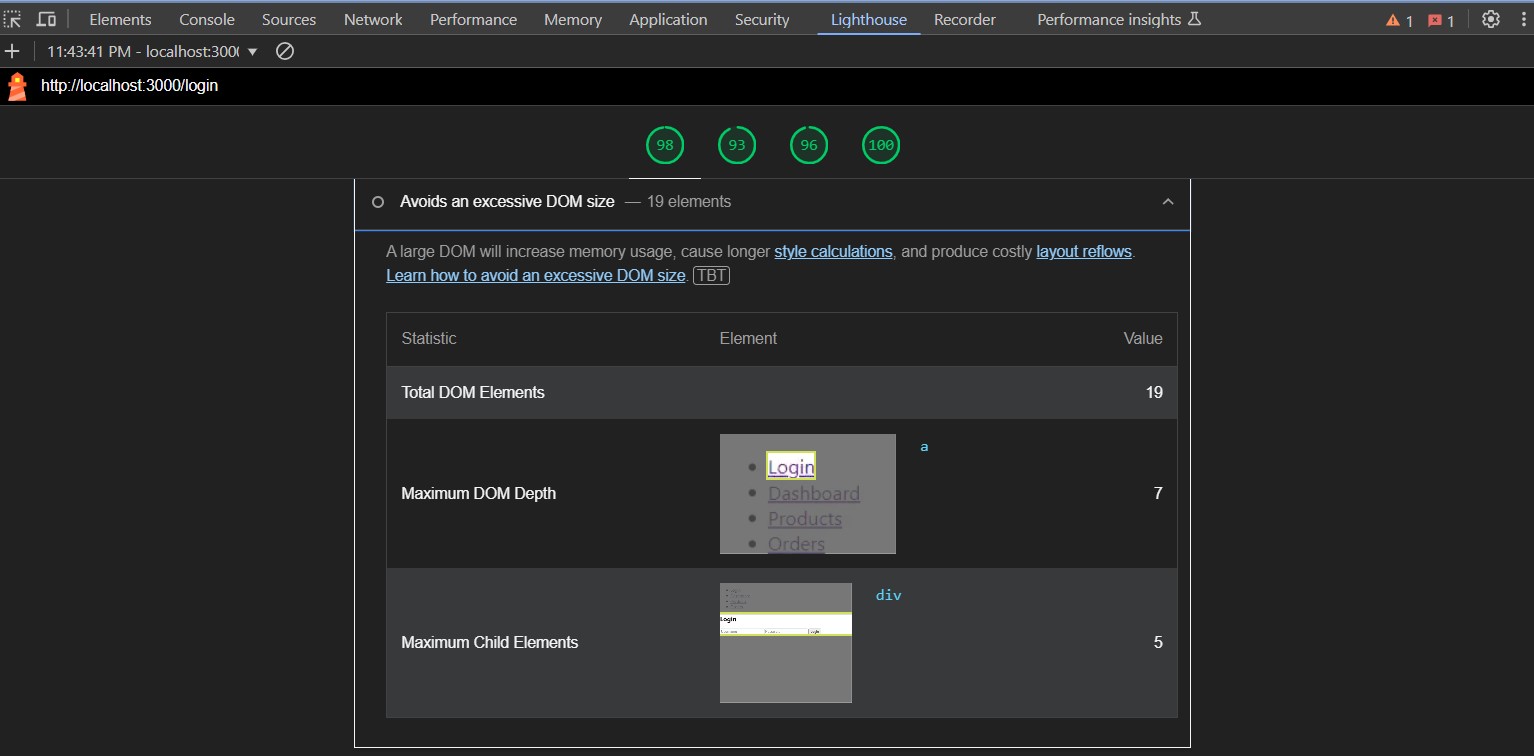 Elements Console Sources Network Performance Memory Application Security Lighthouse Recorder Performance insights 1 1
11:43:41 PM - localhost:3000
http://localhost:3000/login
98 93 96 100
Avoids an excessive DOM size — 19 elements
A large DOM will increase memory usage, cause longer style calculations, and produce costly layout reflows.
Learn how to avoid an excessive DOM size. TBT
Statistic Element Value
Total DOM Elements 19
Login
a
Dashboard
Maximum DOM Depth 7
Products
Orders
div
Login
Login
Maximum Child Elements 5